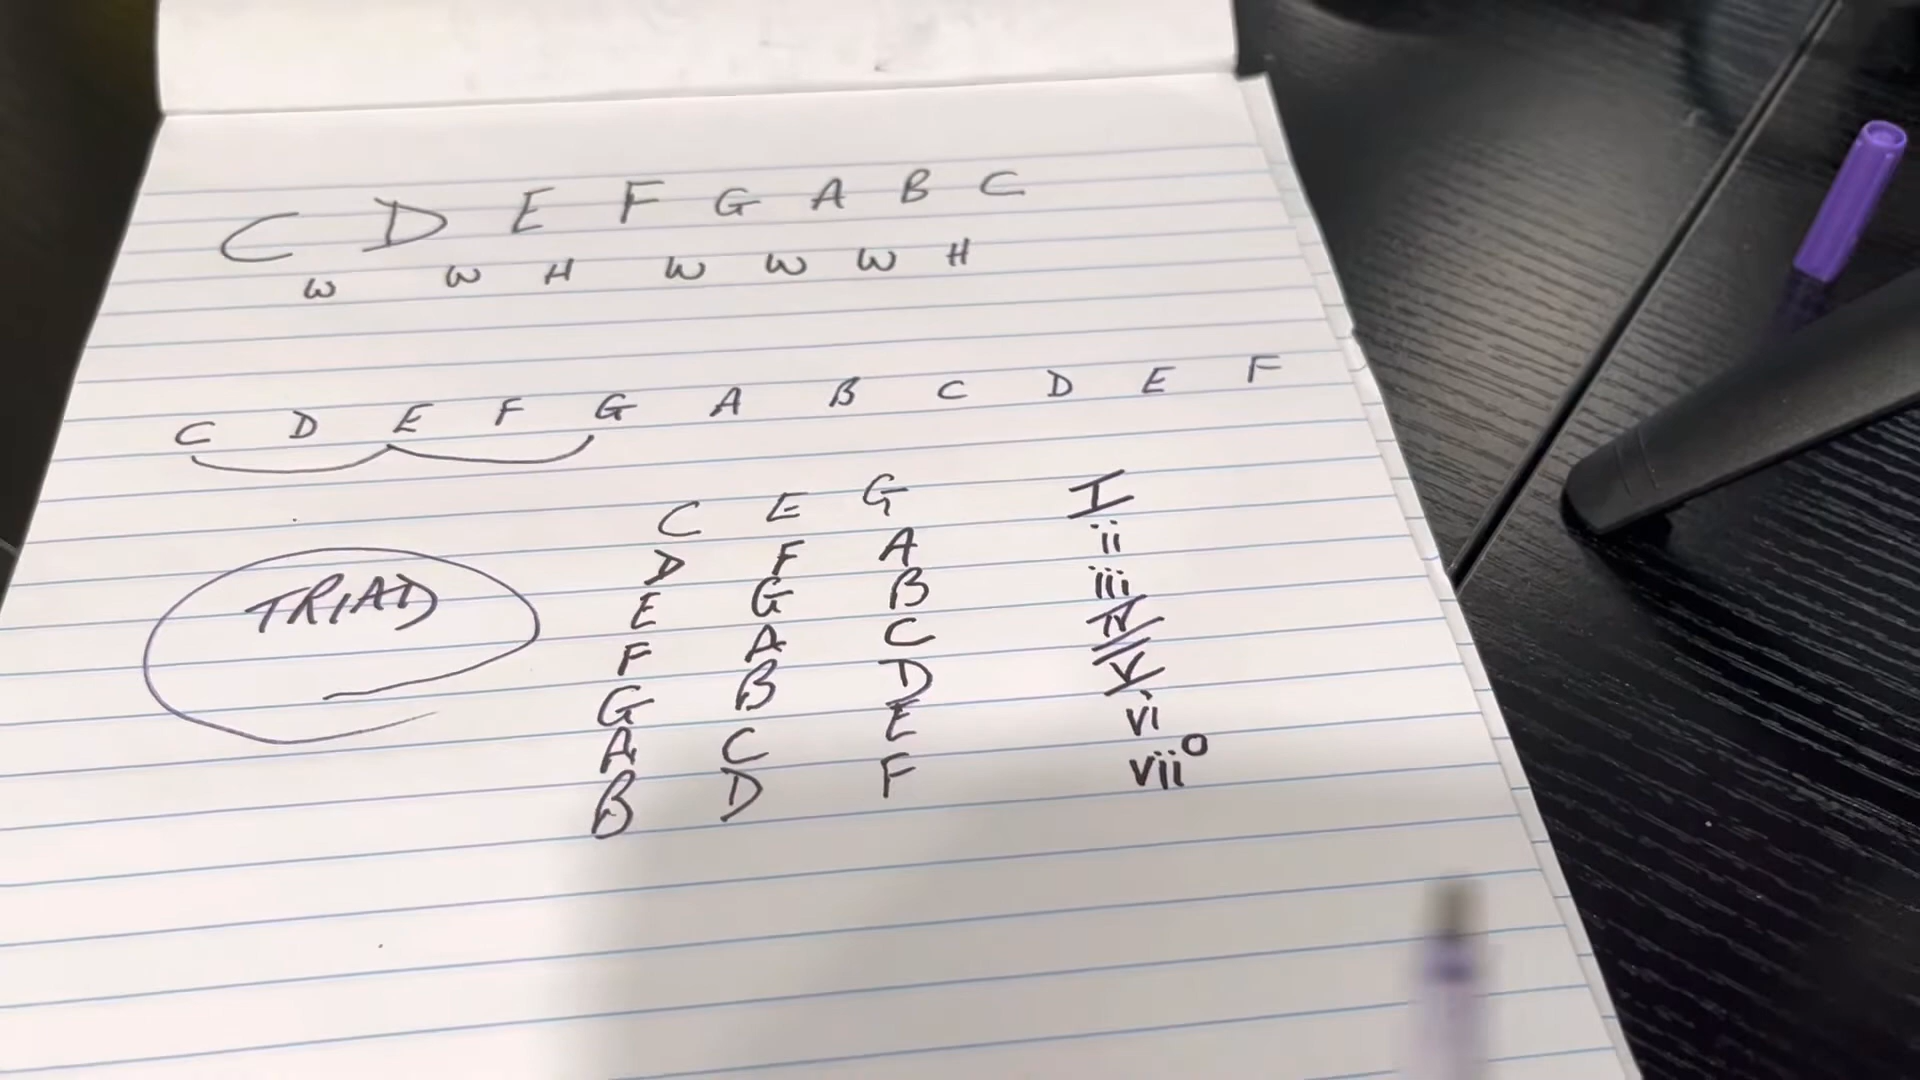 C D E F G A B C
W W H W W W H
C D E F G A B C D E F
C E G I
D F A ii
TRIAD
E G B iii
F A C IV
G B D V
A C E vi
B D F vii°